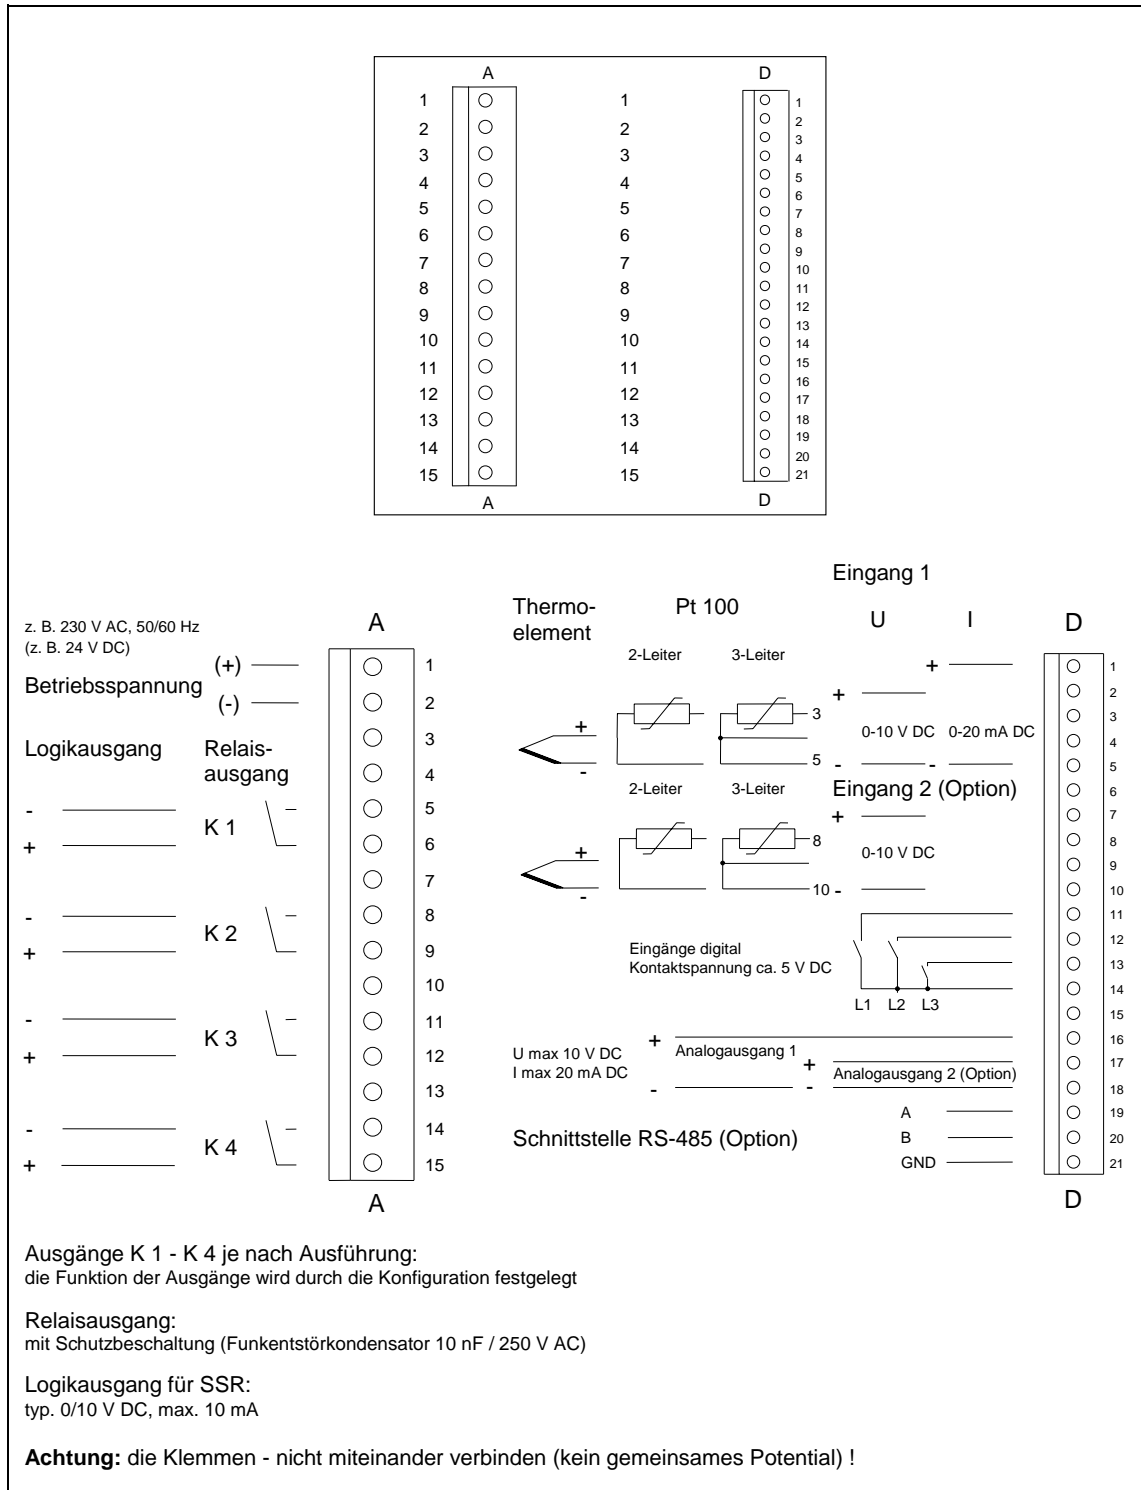 A D
1 1 1
2 2 2
3 3 3
4 4 4
5 5 5
6 6 6
7 7 7
8 8 8
9 9 9
10 10 10
11 11 11
12 12 12
13 13 13
14 14 14
15 15 15
16
17
18
19
20
21
A D
z. B. 230 V AC, 50/60 Hz
(z. B. 24 V DC)
Betriebsspannung
(+)
(-)
Logikausgang
Relais-
ausgang
- K 1
+
- K 2
+
- K 3
+
- K 4
+
A
1
2
3
4
5
6
7
8
9
10
11
12
13
14
15
A
Thermo-
element
Pt 100
Eingang 1
U I
2-Leiter 3-Leiter
+
+
+ 3
0-10 V DC 0-20 mA DC
- 5 - -
2-Leiter 3-Leiter
Eingang 2 (Option)
+
+ 8
0-10 V DC
- 10 -
Eingänge digital
Kontaktspannung ca. 5 V DC
L1 L2 L3
U max 10 V DC
I max 20 mA DC
+ Analogausgang 1
-
+ Analogausgang 2 (Option)
-
Schnittstelle RS-485 (Option)
A
B
GND
D
1
2
3
4
5
6
7
8
9
10
11
12
13
14
15
16
17
18
19
20
21
D
Ausgänge K 1 - K 4 je nach Ausführung:
die Funktion der Ausgänge wird durch die Konfiguration festgelegt
Relaisausgang:
mit Schutzbeschaltung (Funkentstörkondensator 10 nF / 250 V AC)
Logikausgang für SSR:
typ. 0/10 V DC, max. 10 mA
Achtung: die Klemmen - nicht miteinander verbinden (kein gemeinsames Potential) !